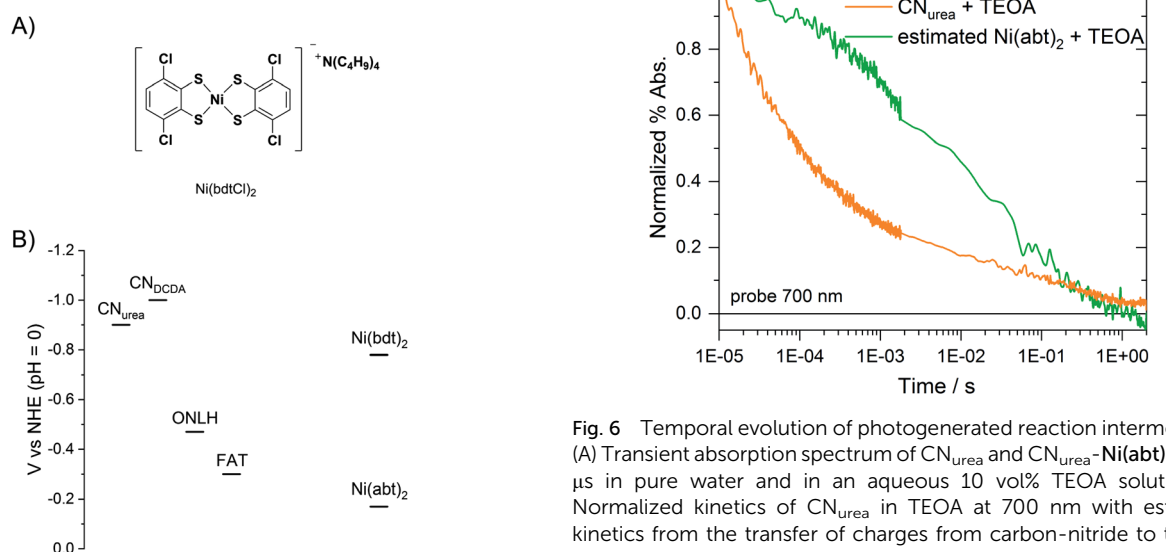 A)
Cl
Cl
S
S
Ni
S
S
Cl
Cl
−
+N(C4H9)4
Ni(bdtCl)2
B)
V vs NHE (pH = 0)
-1.2
-1.0
-0.8
-0.6
-0.4
-0.2
0.0
CNurea
CNDCDA
ONLH
FAT
Ni(bdt)2
Ni(abt)2
CNurea + TEOA
estimated Ni(abt)2 + TEOA
Normalized % Abs.
0.8
0.6
0.4
0.2
0.0
probe 700 nm
1E-05 1E-04 1E-03 1E-02 1E-01 1E+00
Time / s
Fig. 6 Temporal evolution of photogenerated reaction interme
(A) Transient absorption spectrum of CNurea and CNurea-Ni(abt)
μs in pure water and in an aqueous 10 vol% TEOA solut
Normalized kinetics of CNurea in TEOA at 700 nm with est
kinetics from the transfer of charges from carbon-nitride to t